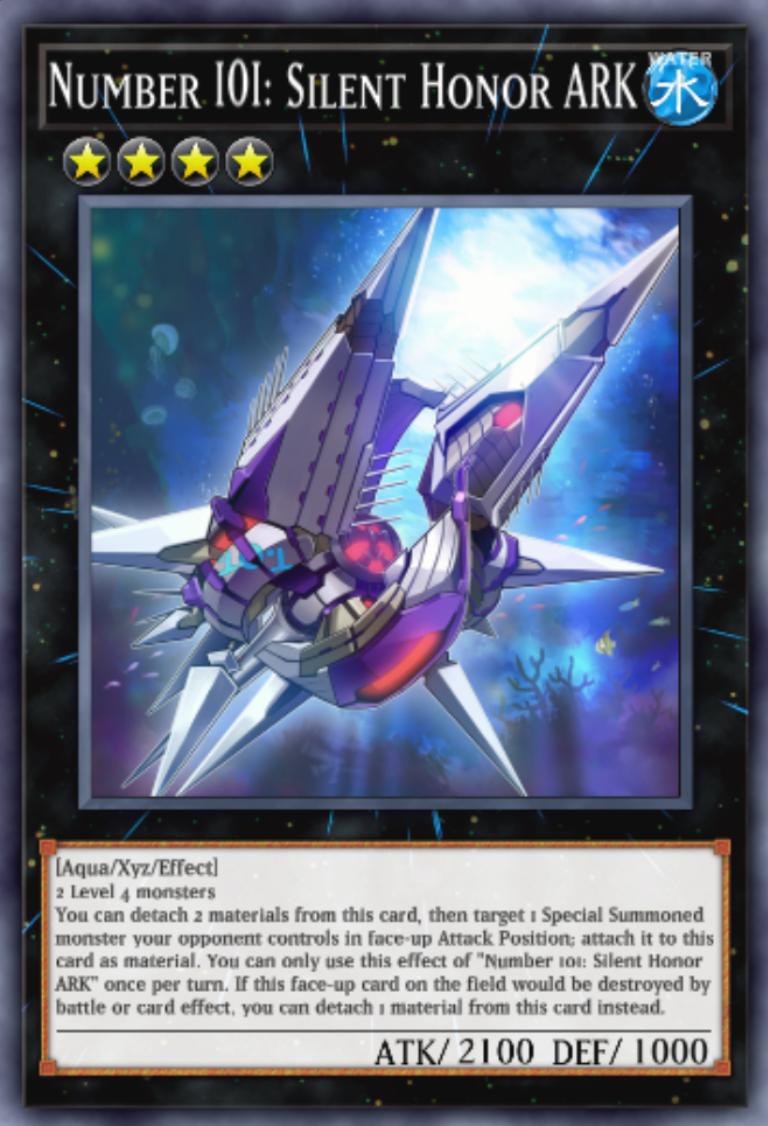 Number 101: Silent Honor ARK
WATER
水
[Aqua/Xyz/Effect]
2 Level 4 monsters
You can detach 2 materials from this card, then target 1 Special Summoned
monster your opponent controls in face-up Attack Position; attach it to this
card as material. You can only use this effect of "Number 101: Silent Honor
ARK" once per turn. If this face-up card on the field would be destroyed by
battle or card effect, you can detach 1 material from this card instead.
ATK/ 2100 DEF/ 1000